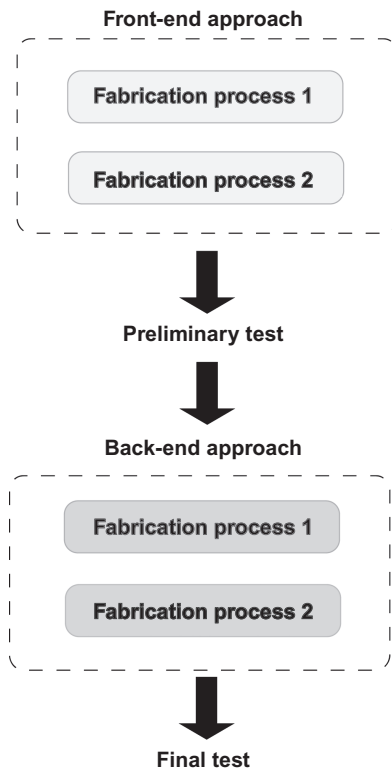 Front-end approach
Fabrication process 1
Fabrication process 2
Preliminary test
Back-end approach
Fabrication process 1
Fabrication process 2
Final test